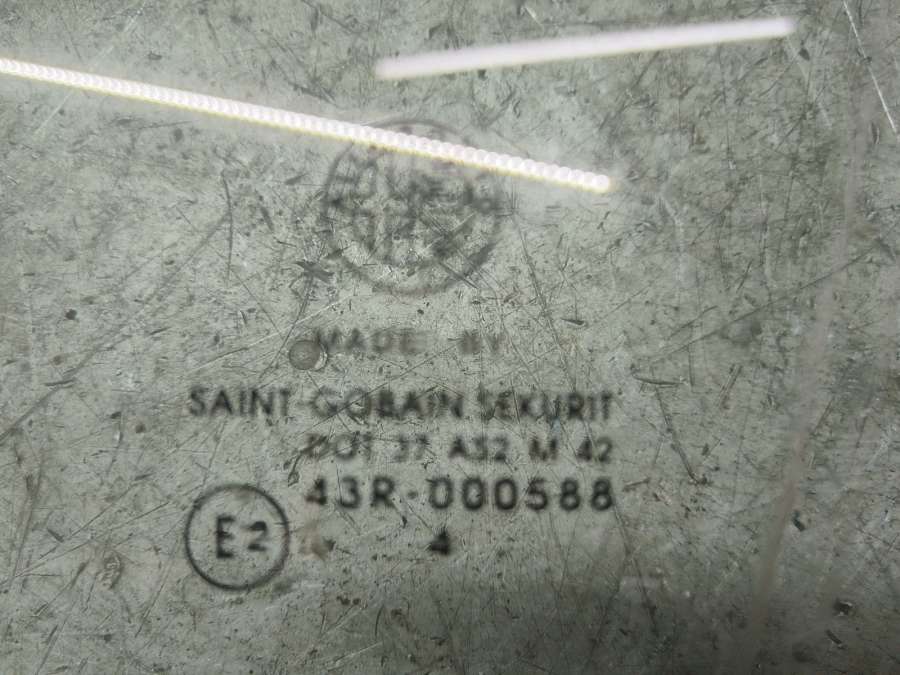 MADE BY
SAINT-GOBAIN SEKURIT
DOT 37 AS2 M 42
43R-000588
E2
4